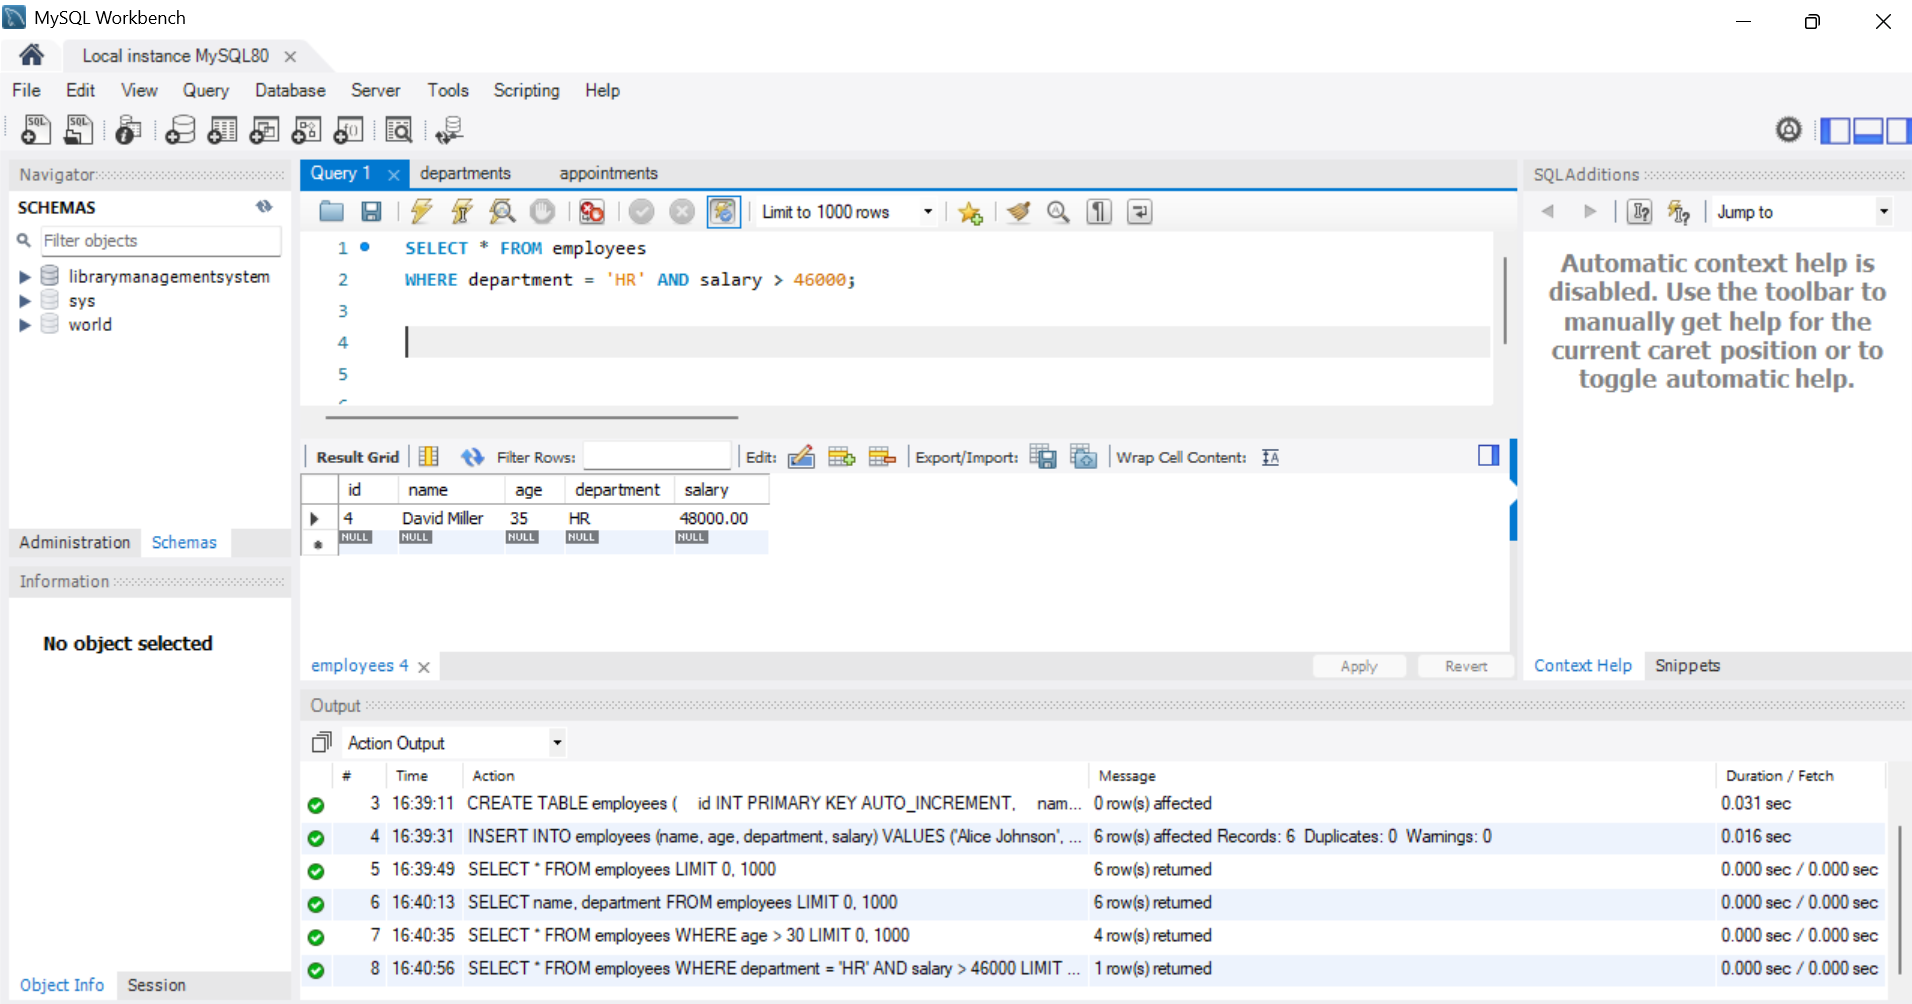 MySQL Workbench
Local instance MySQL80
File Edit View Query Database Server Tools Scripting Help
Navigator
SCHEMAS
Filter objects
librarymanagementsystem
sys
world
Administration Schemas
Information
No object selected
Object Info Session
Query 1 departments appointments
Limit to 1000 rows
1 SELECT * FROM employees
2 WHERE department = 'HR' AND salary > 46000;
3
4
5
Result Grid Filter Rows: Edit: Export/Import: Wrap Cell Content:
id name age department salary
4 David Miller 35 HR 48000.00
NULL NULL NULL NULL NULL
employees 4 Apply Revert
SQLAdditions
Jump to
Automatic context help is
disabled. Use the toolbar to
manually get help for the
current caret position or to
toggle automatic help.
Context Help Snippets
Output
Action Output
# Time Action Message Duration / Fetch
3 16:39:11 CREATE TABLE employees ( id INT PRIMARY KEY AUTO_INCREMENT, nam... 0 row(s) affected 0.031 sec
4 16:39:31 INSERT INTO employees (name, age, department, salary) VALUES ('Alice Johnson', ... 6 row(s) affected Records: 6 Duplicates: 0 Warnings: 0 0.016 sec
5 16:39:49 SELECT * FROM employees LIMIT 0, 1000 6 row(s) returned 0.000 sec / 0.000 sec
6 16:40:13 SELECT name, department FROM employees LIMIT 0, 1000 6 row(s) returned 0.000 sec / 0.000 sec
7 16:40:35 SELECT * FROM employees WHERE age > 30 LIMIT 0, 1000 4 row(s) returned 0.000 sec / 0.000 sec
8 16:40:56 SELECT * FROM employees WHERE department = 'HR' AND salary > 46000 LIMIT ... 1 row(s) returned 0.000 sec / 0.000 sec